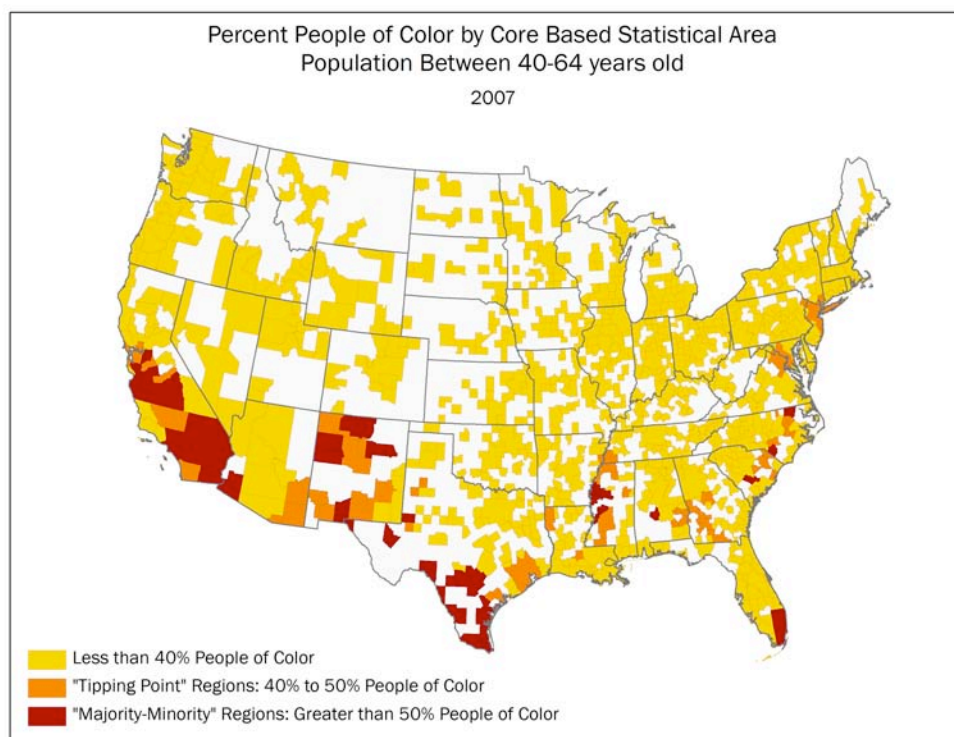 Percent People of Color by Core Based Statistical Area
Population Between 40-64 years old
2007
Less than 40% People of Color
"Tipping Point" Regions: 40% to 50% People of Color
"Majority-Minority" Regions: Greater than 50% People of Color